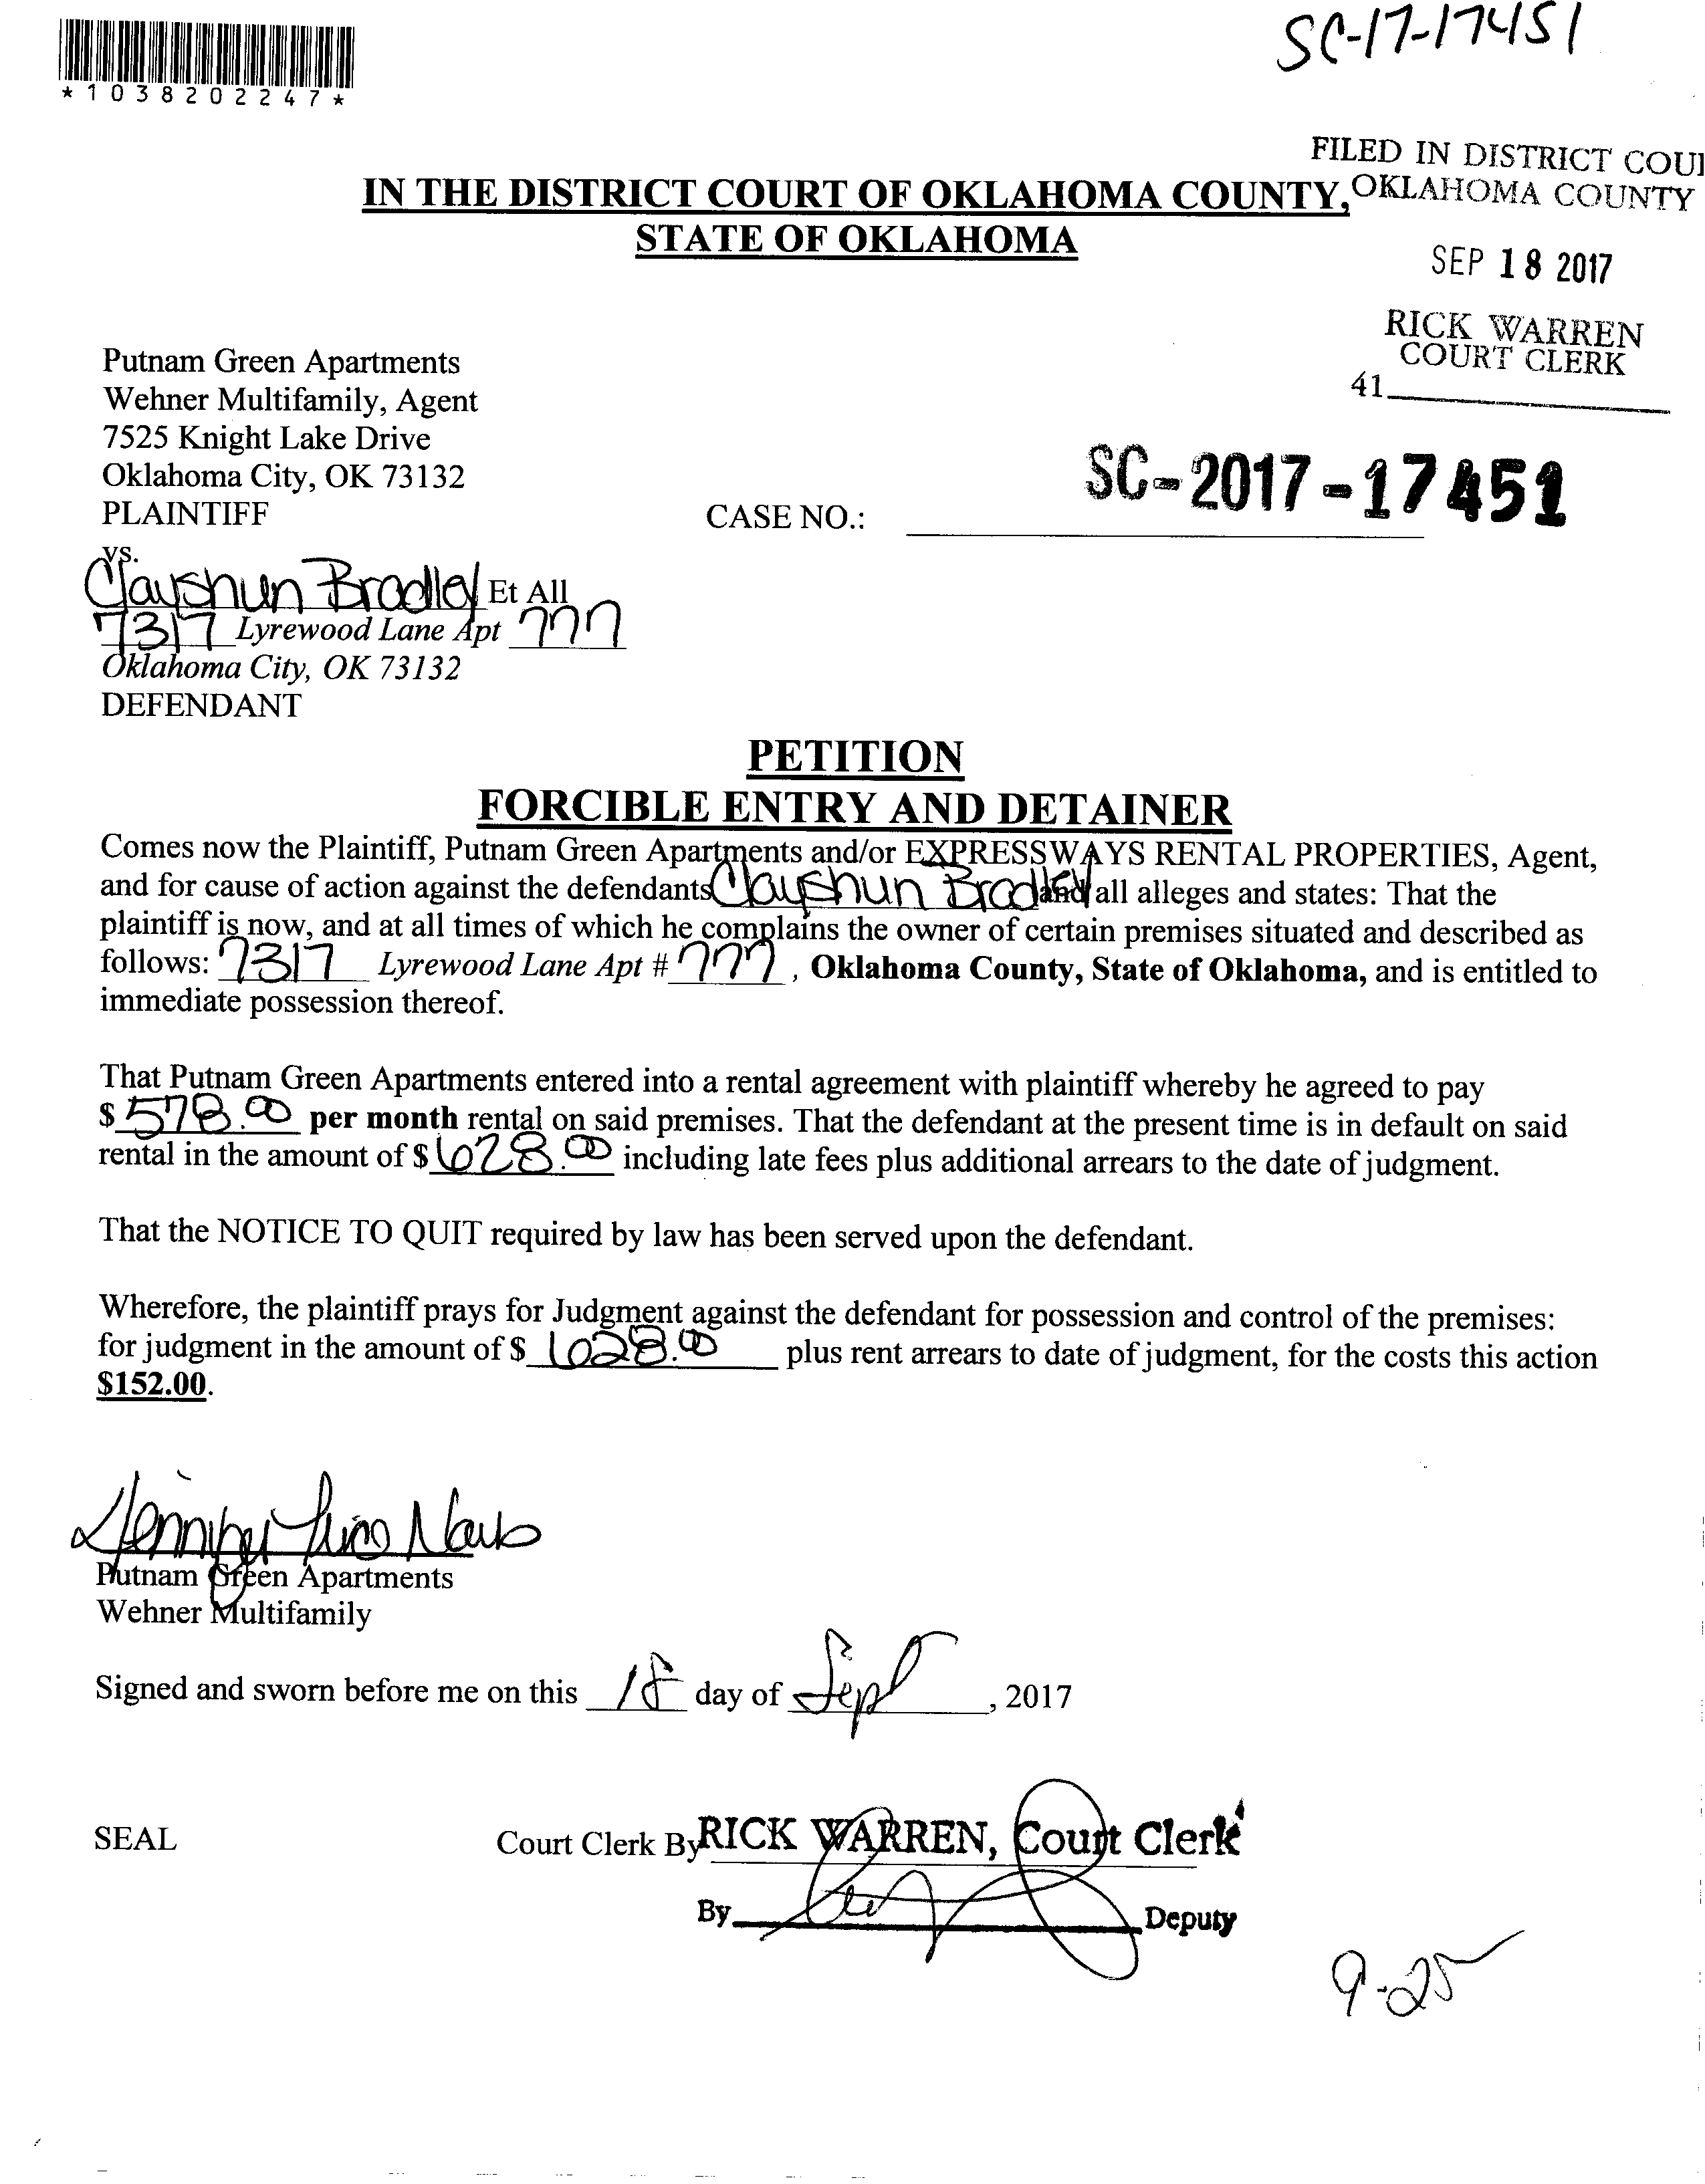 SC-17-17451
*1038202247*
FILED IN DISTRICT COU
OKLAHOMA COUNTY
IN THE DISTRICT COURT OF OKLAHOMA COUNTY,
STATE OF OKLAHOMA
SEP 18 2017
RICK WARREN
COURT CLERK
41
Putnam Green Apartments
Wehner Multifamily, Agent
7525 Knight Lake Drive
Oklahoma City, OK 73132
PLAINTIFF
CASE NO.: SC-2017-17451
vs.
Clayshun Bradley Et All
7317 Lyrewood Lane Apt 777
Oklahoma City, OK 73132
DEFENDANT
PETITION
FORCIBLE ENTRY AND DETAINER
Comes now the Plaintiff, Putnam Green Apartments and/or EXPRESSWAYS RENTAL PROPERTIES, Agent,
and for cause of action against the defendants Clayshun Bradley and all alleges and states: That the
plaintiff is now, and at all times of which he complains the owner of certain premises situated and described as
follows: 7317 Lyrewood Lane Apt # 777, Oklahoma County, State of Oklahoma, and is entitled to
immediate possession thereof.
That Putnam Green Apartments entered into a rental agreement with plaintiff whereby he agreed to pay
$ 578.00 per month rental on said premises. That the defendant at the present time is in default on said
rental in the amount of $ 628.00 including late fees plus additional arrears to the date of judgment.
That the NOTICE TO QUIT required by law has been served upon the defendant.
Wherefore, the plaintiff prays for Judgment against the defendant for possession and control of the premises:
for judgment in the amount of $ 628.00 plus rent arrears to date of judgment, for the costs this action
$152.00.
Jennifer
Putnam Green Apartments
Wehner Multifamily
Signed and sworn before me on this 18 day of Sept, 2017
SEAL
Court Clerk By RICK WARREN, Court Clerk
By Deputy
9-25